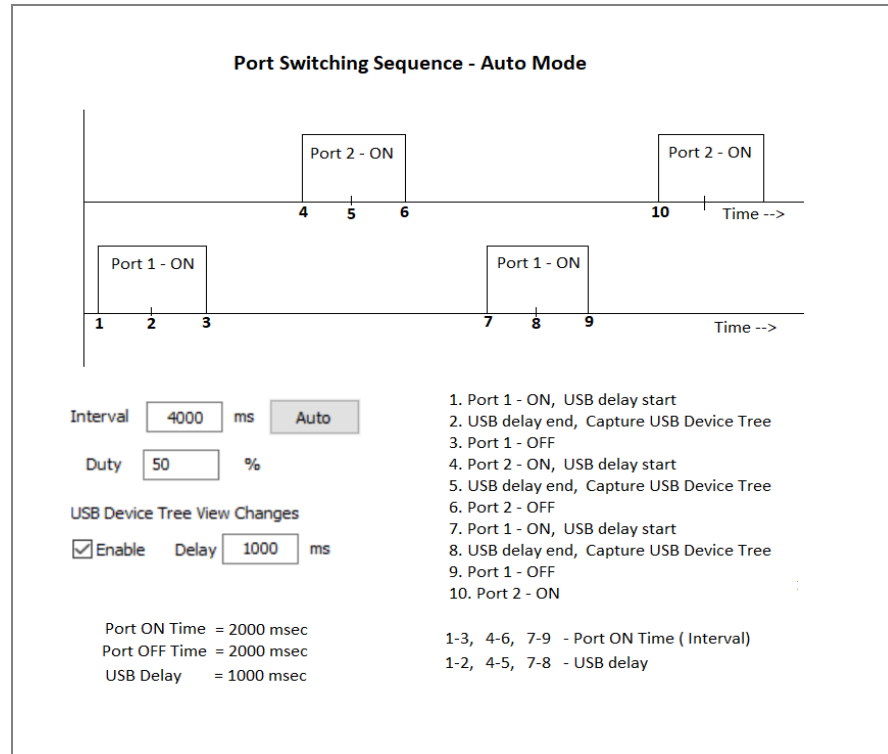 Port Switching Sequence - Auto Mode
Port 2 - ON
Port 2 - ON
4 5 6 10 Time -->
Port 1 - ON
Port 1 - ON
1 2 3 7 8 9 Time -->
Interval 4000 ms Auto
Duty 50 %
USB Device Tree View Changes
Enable Delay 1000 ms
Port ON Time = 2000 msec
Port OFF Time = 2000 msec
USB Delay = 1000 msec
1. Port 1 - ON, USB delay start
2. USB delay end, Capture USB Device Tree
3. Port 1 - OFF
4. Port 2 - ON, USB delay start
5. USB delay end, Capture USB Device Tree
6. Port 2 - OFF
7. Port 1 - ON, USB delay start
8. USB delay end, Capture USB Device Tree
9. Port 1 - OFF
10. Port 2 - ON
1-3, 4-6, 7-9 - Port ON Time ( Interval)
1-2, 4-5, 7-8 - USB delay